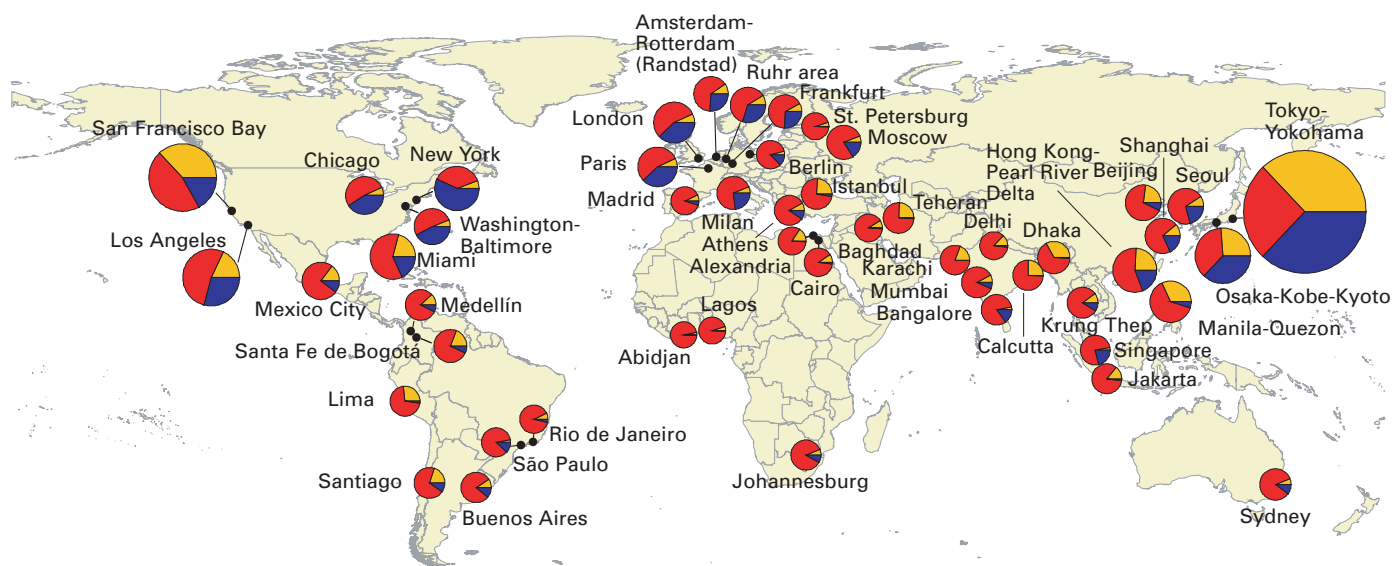 Amsterdam-
Rotterdam
(Randstad)
Ruhr area
Frankfurt
London
St. Petersburg
Moscow
Paris
Berlin
Madrid
Istanbul
Milan
Athens
Alexandria
Teheran
Baghdad
Cairo
Delhi
Karachi
Mumbai
Bangalore
Dhaka
Calcutta
Hong Kong-
Pearl River
Delta
Beijing
Shanghai
Seoul
Tokyo-
Yokohama
Osaka-Kobe-Kyoto
Manila-Quezon
Krung Thep
Singapore
Jakarta
San Francisco Bay
Chicago
New York
Washington-
Baltimore
Los Angeles
Miami
Mexico City
Medellín
Santa Fe de Bogotá
Lima
Rio de Janeiro
São Paulo
Santiago
Buenos Aires
Lagos
Abidjan
Johannesburg
Sydney